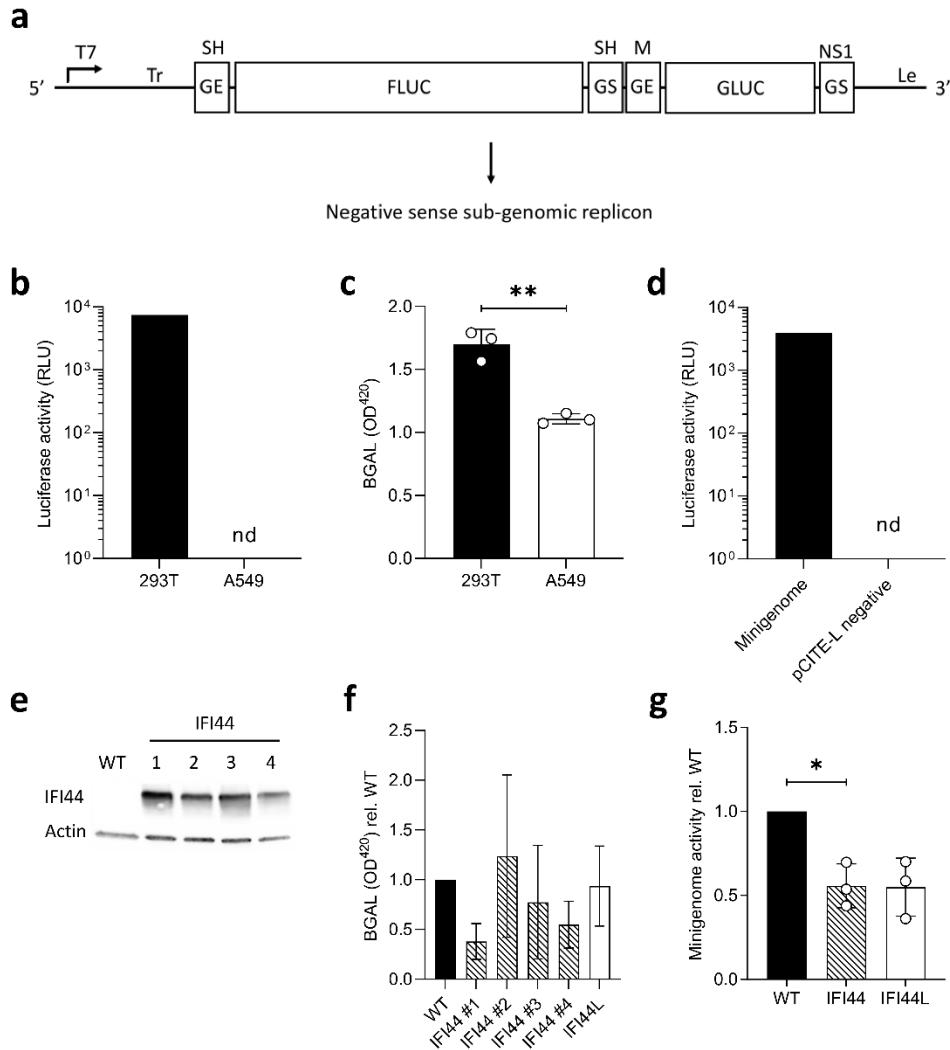 a
SH SH M NS1
T7
5′ Tr GE FLUC GS GE GLUC GS Le 3′
Negative sense sub-genomic replicon
b
Luciferase activity (RLU)
10⁴
10³
10²
10¹
10⁰
nd
293T A549
c
BGAL (OD⁴²⁰)
2.0
1.5
1.0
0.5
0.0
**
293T A549
d
Luciferase activity (RLU)
10⁴
10³
10²
10¹
10⁰
nd
Minigenome pCITE-L negative
e
IFI44
WT 1 2 3 4
IFI44
Actin
f
BGAL (OD⁴²⁰) rel. WT
2.5
2.0
1.5
1.0
0.5
0.0
WT IFI44 #1 IFI44 #2 IFI44 #3 IFI44 #4 IFI44L
g
Minigenome activity rel. WT
1.5
1.0
0.5
0.0
*
WT IFI44 IFI44L